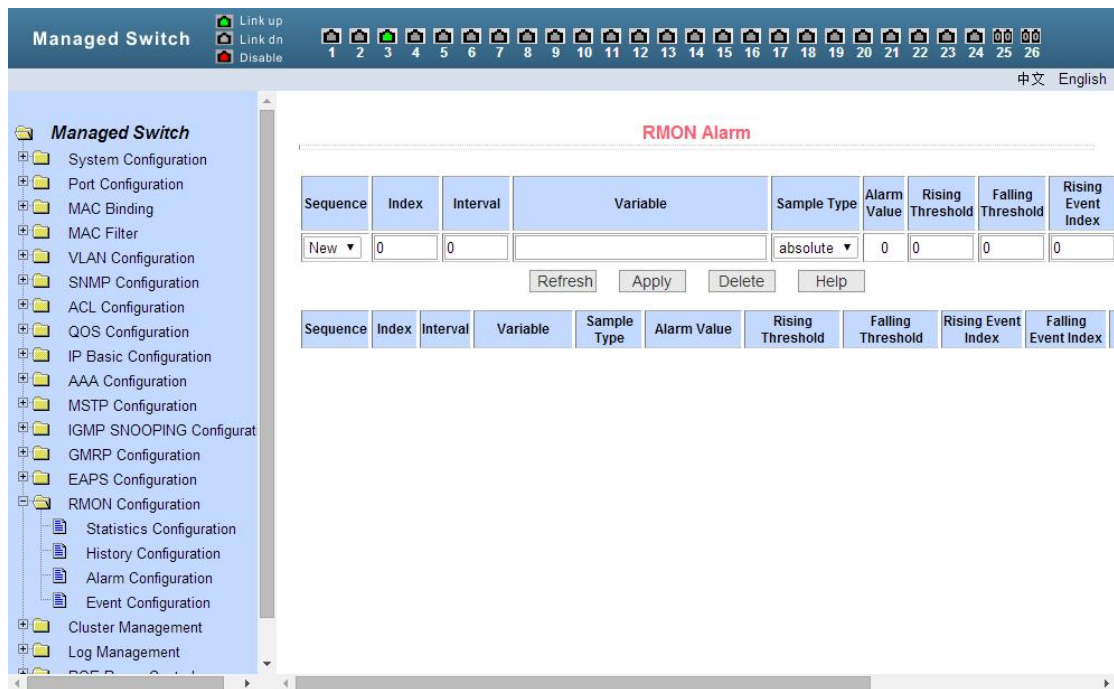 Managed Switch
Link up
Link dn
Disable
1 2 3 4 5 6 7 8 9 10 11 12 13 14 15 16 17 18 19 20 21 22 23 24 25 26
中文 English
Managed Switch
System Configuration
Port Configuration
MAC Binding
MAC Filter
VLAN Configuration
SNMP Configuration
ACL Configuration
QOS Configuration
IP Basic Configuration
AAA Configuration
MSTP Configuration
IGMP SNOOPING Configurat
GMRP Configuration
EAPS Configuration
RMON Configuration
Statistics Configuration
History Configuration
Alarm Configuration
Event Configuration
Cluster Management
Log Management
RMON Alarm
Sequence Index Interval Variable Sample Type Alarm Value Rising Threshold Falling Threshold Rising Event Index
New 0 0 absolute 0 0 0 0
Refresh Apply Delete Help
Sequence Index Interval Variable Sample Type Alarm Value Rising Threshold Falling Threshold Rising Event Index Falling Event Index